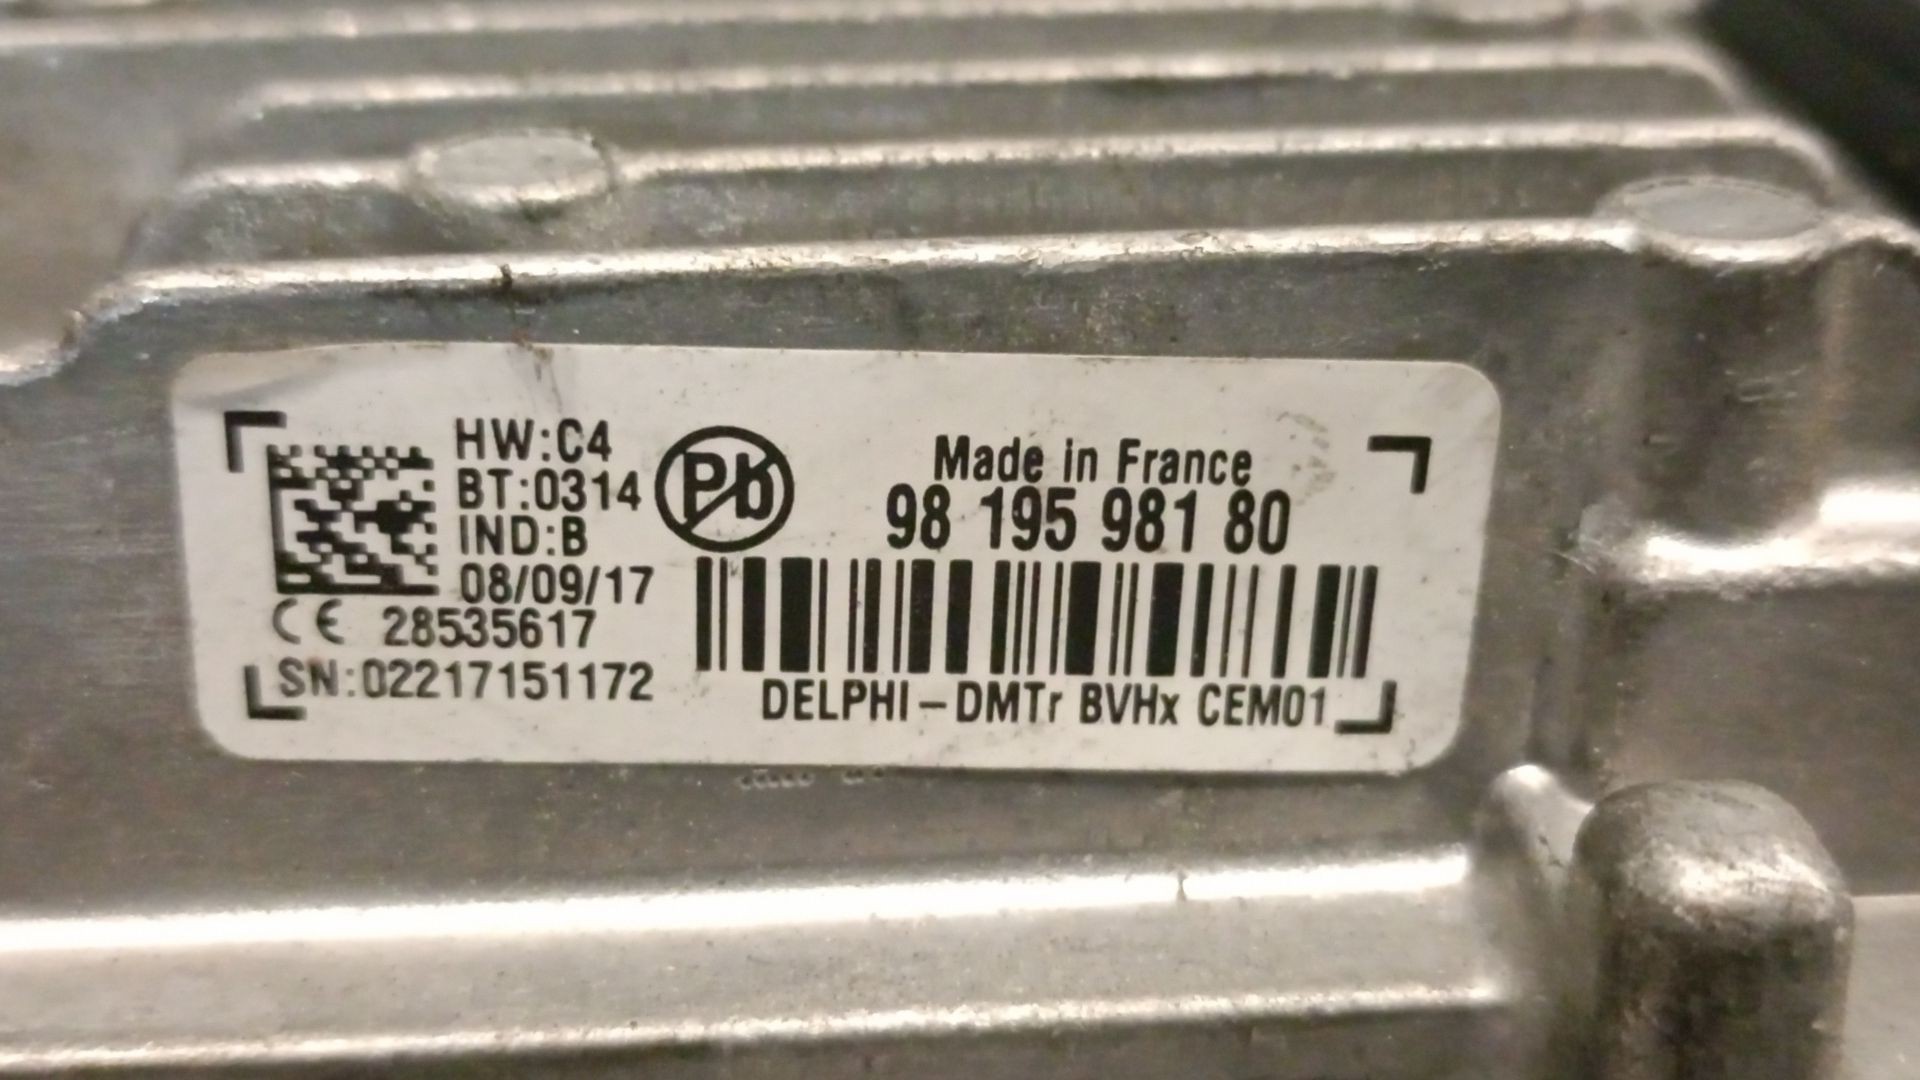 HW:C4
BT:0314
IND:B
08/09/17
CE 28535617
SN:02217151172
Pb
Made in France
98 195 981 80
DELPHI-DMTr BVHx CEM01